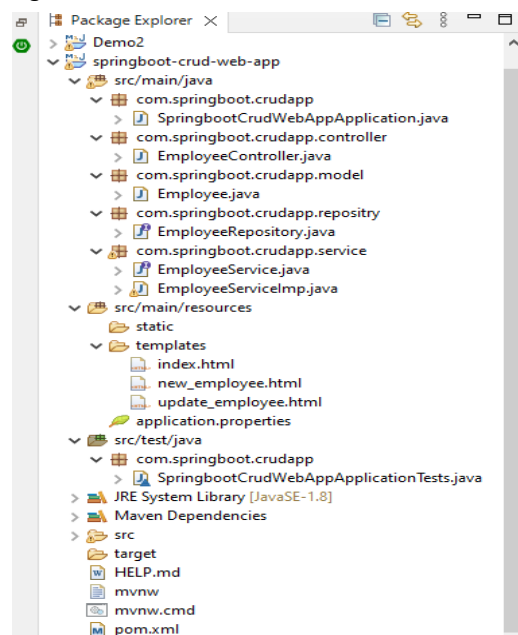 Package Explorer
Demo2
springboot-crud-web-app
src/main/java
com.springboot.crudapp
SpringbootCrudWebAppApplication.java
com.springboot.crudapp.controller
EmployeeController.java
com.springboot.crudapp.model
Employee.java
com.springboot.crudapp.repositry
EmployeeRepository.java
com.springboot.crudapp.service
EmployeeService.java
EmployeeServiceImp.java
src/main/resources
static
templates
index.html
new_employee.html
update_employee.html
application.properties
src/test/java
com.springboot.crudapp
SpringbootCrudWebAppApplicationTests.java
JRE System Library [JavaSE-1.8]
Maven Dependencies
src
target
HELP.md
mvnw
mvnw.cmd
pom.xml